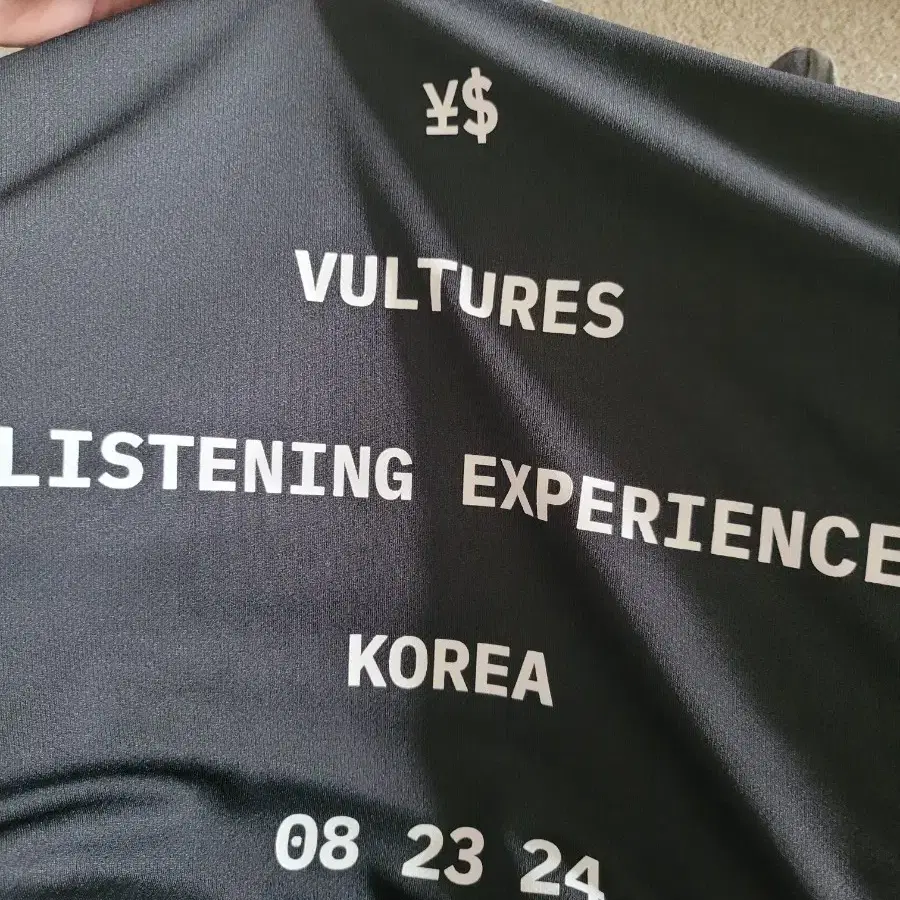 ¥$
VULTURES
LISTENING EXPERIENCE
KOREA
08 23 24